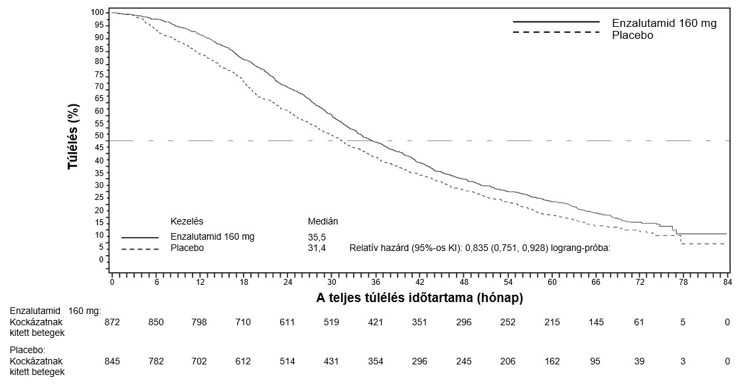 Enzalutamid 160 mg
Placebo
Túlélés (%)
100
95
90
85
80
75
70
65
60
55
50
45
40
35
30
25
20
15
10
5
0
Kezelés Medián
Enzalutamid 160 mg 35,5
Placebo 31,4 Relatív hazárd (95%-os KI): 0,835 (0,751, 0,928) lograng-próba:
0 6 12 18 24 30 36 42 48 54 60 66 72 78 84
A teljes túlélés időtartama (hónap)
Enzalutamid 160 mg:
Kockázatnak
kitett betegek
872 850 798 710 611 519 421 351 296 252 215 145 61 5 0
Placebo:
Kockázatnak
kitett betegek
845 782 702 612 514 431 354 296 245 206 162 95 39 3 0